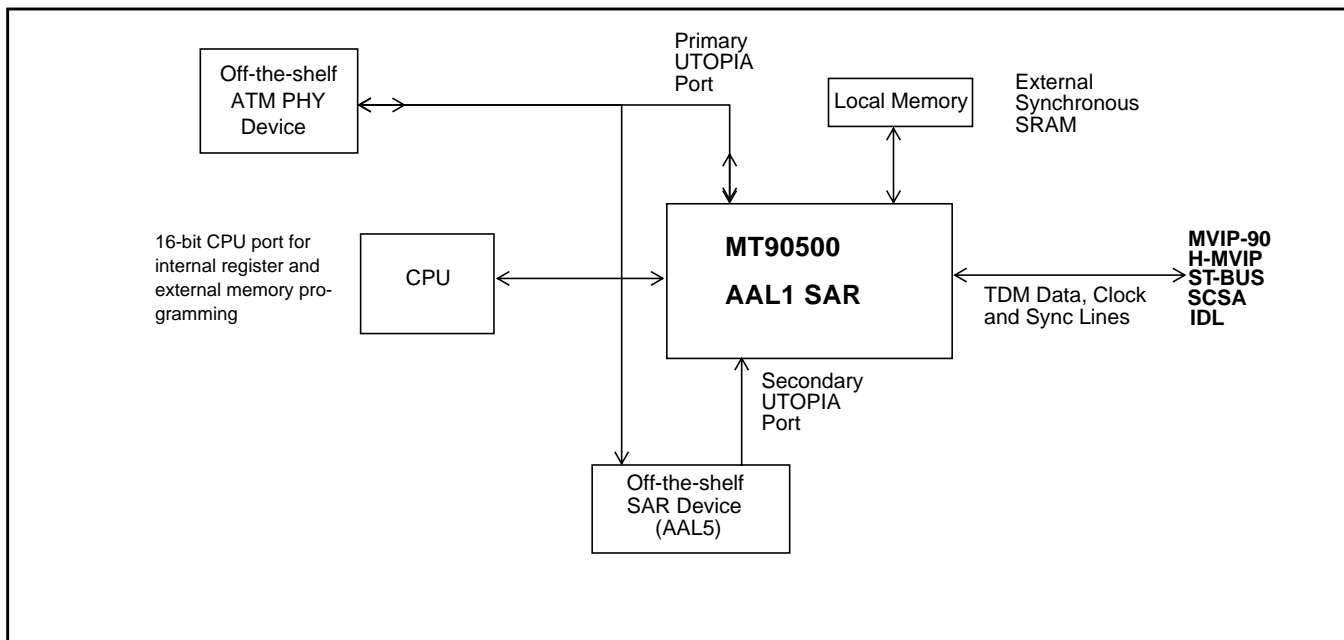 Off-the-shelf
ATM PHY
Device
Primary
UTOPIA
Port
Local Memory
External
Synchronous
SRAM
16-bit CPU port for
internal register and
external memory pro-
gramming
CPU
MT90500
AAL1 SAR
TDM Data, Clock
and Sync Lines
MVIP-90
H-MVIP
ST-BUS
SCSA
IDL
Secondary
UTOPIA
Port
Off-the-shelf
SAR Device
(AAL5)